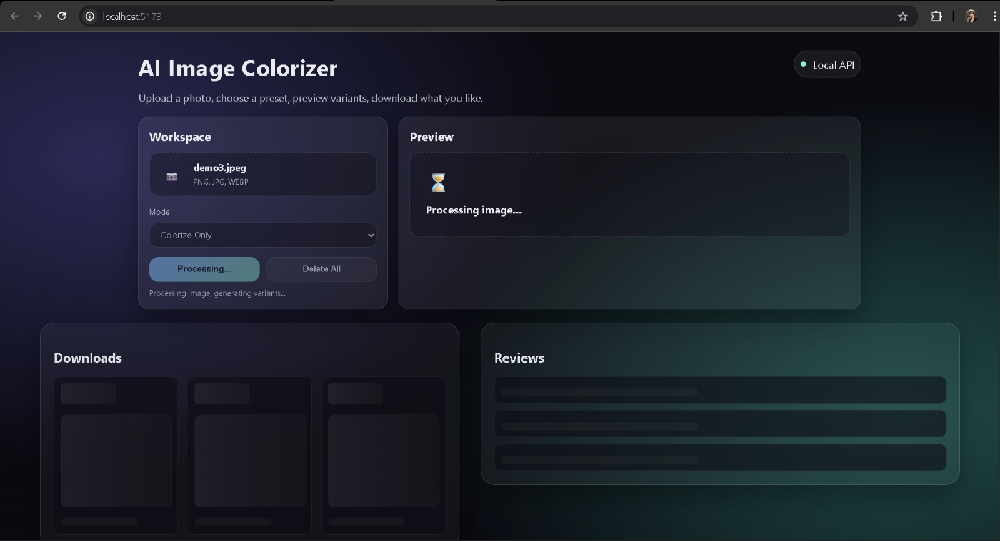 localhost:5173
AI Image Colorizer
Local API
Upload a photo, choose a preset, preview variants, download what you like.
Workspace
demo3.jpeg
PNG, JPG, WEBP
Mode
Colorize Only
Processing...
Delete All
Processing image, generating variants...
Preview
Processing image...
Downloads
Reviews